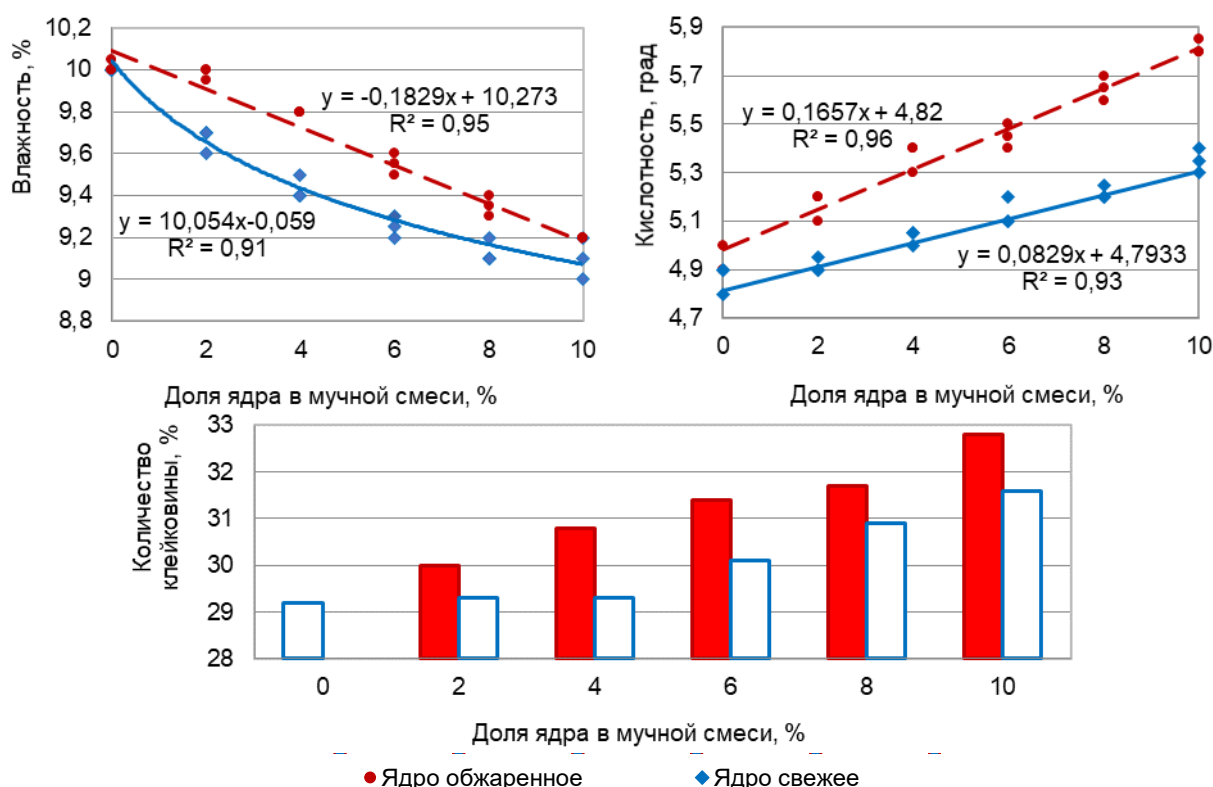 Влажность, %
10,2
10
9,8
9,6
9,4
9,2
9
8,8
y = -0,1829x + 10,273
R² = 0,95
y = 10,054x-0,059
R² = 0,91
0 2 4 6 8 10
Доля ядра в мучной смеси, %
Кислотность, град
5,9
5,7
5,5
5,3
5,1
4,9
4,7
y = 0,1657x + 4,82
R² = 0,96
y = 0,0829x + 4,7933
R² = 0,93
0 2 4 6 8 10
Доля ядра в мучной смеси, %
Количество
клейковины, %
33
32
31
30
29
28
0 2 4 6 8 10
Доля ядра в мучной смеси, %
Ядро обжаренное Ядро свежее